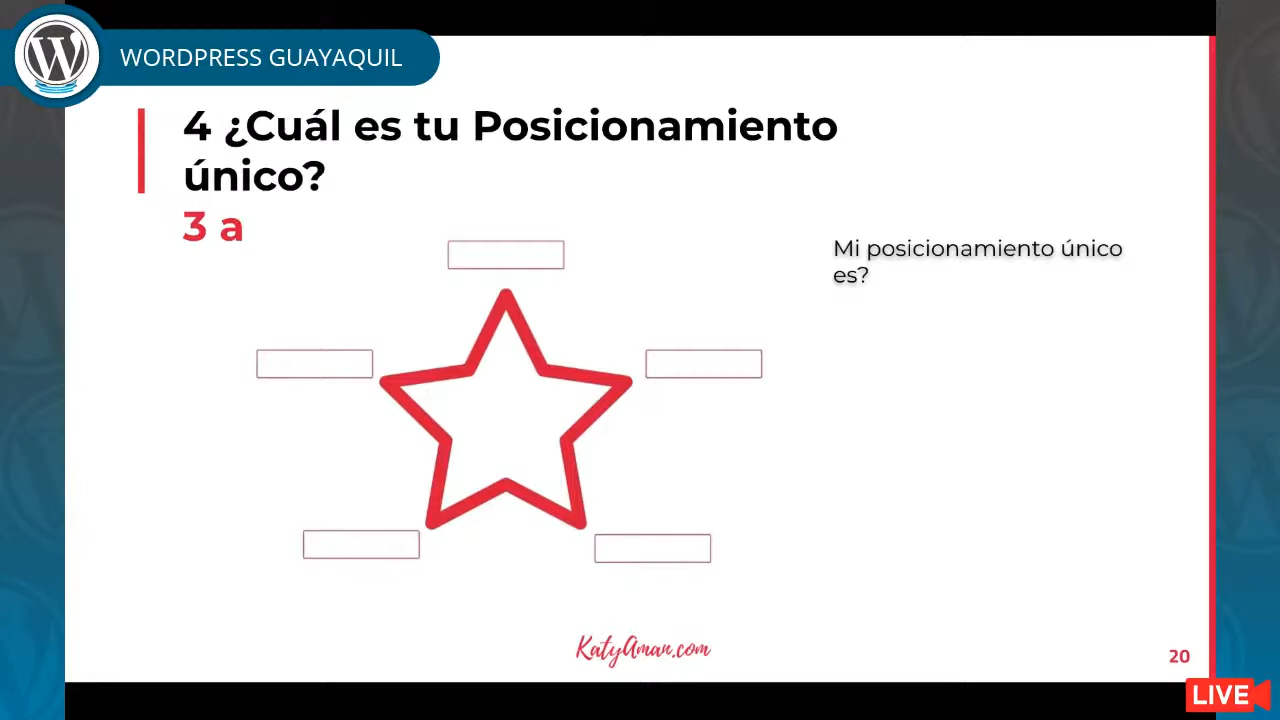 WORDPRESS GUAYAQUIL
4 ¿Cuál es tu Posicionamiento
único?
3 a
Mi posicionamiento único
es?
KatyAman.com
20
LIVE